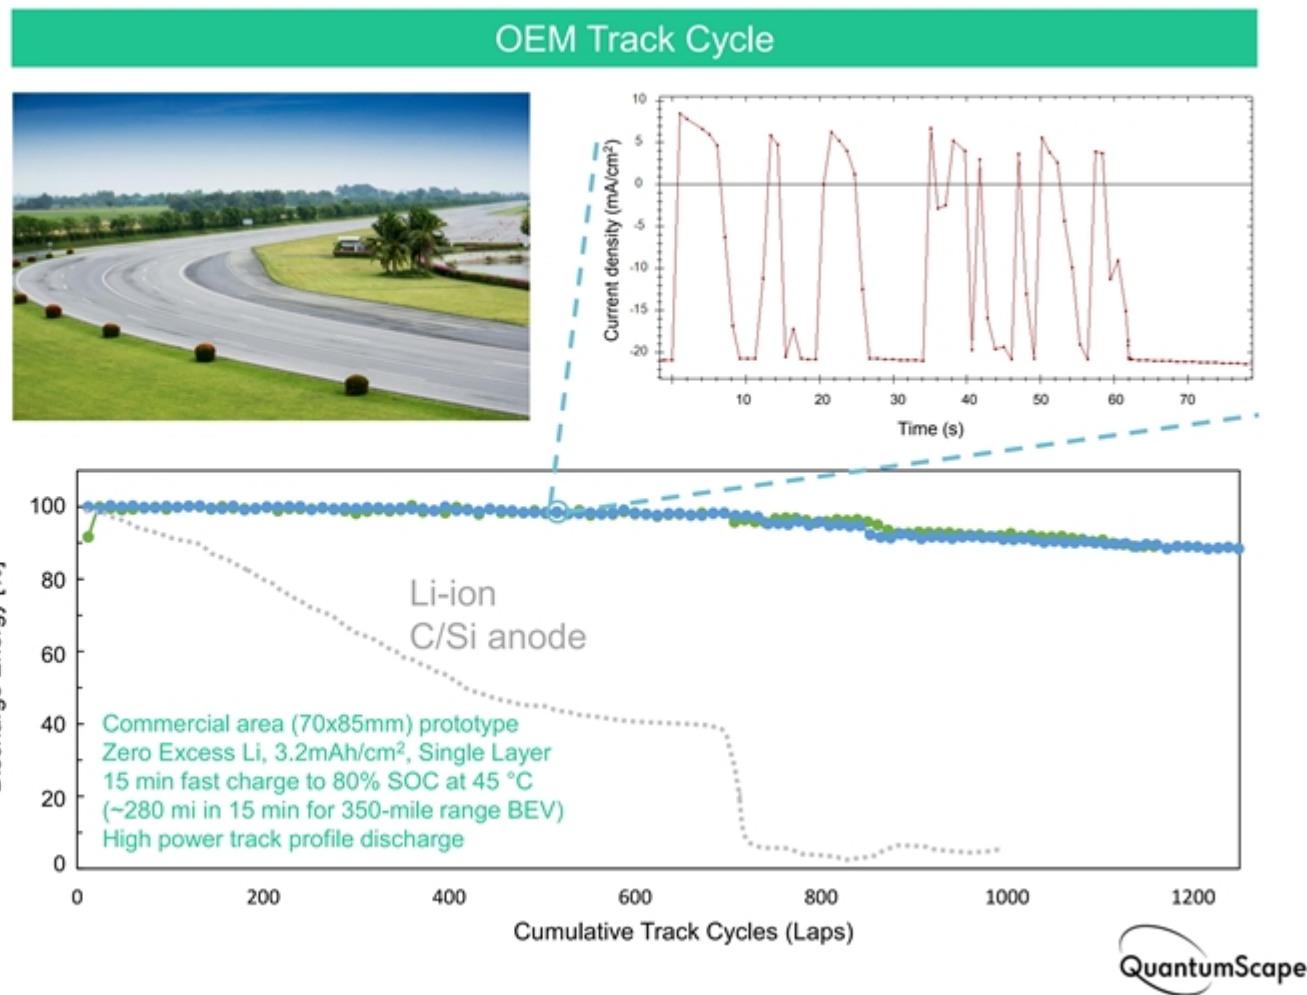 OEM Track Cycle
Current density (mA/cm²)
10
5
0
-5
-10
-15
-20
10 20 30 40 50 60 70
Time (s)
100
80
60
40
20
0
Li-ion
C/Si anode
Commercial area (70x85mm) prototype
Zero Excess Li, 3.2mAh/cm², Single Layer
15 min fast charge to 80% SOC at 45 °C
(~280 mi in 15 min for 350-mile range BEV)
High power track profile discharge
0 200 400 600 800 1000 1200
Cumulative Track Cycles (Laps)
QuantumScape